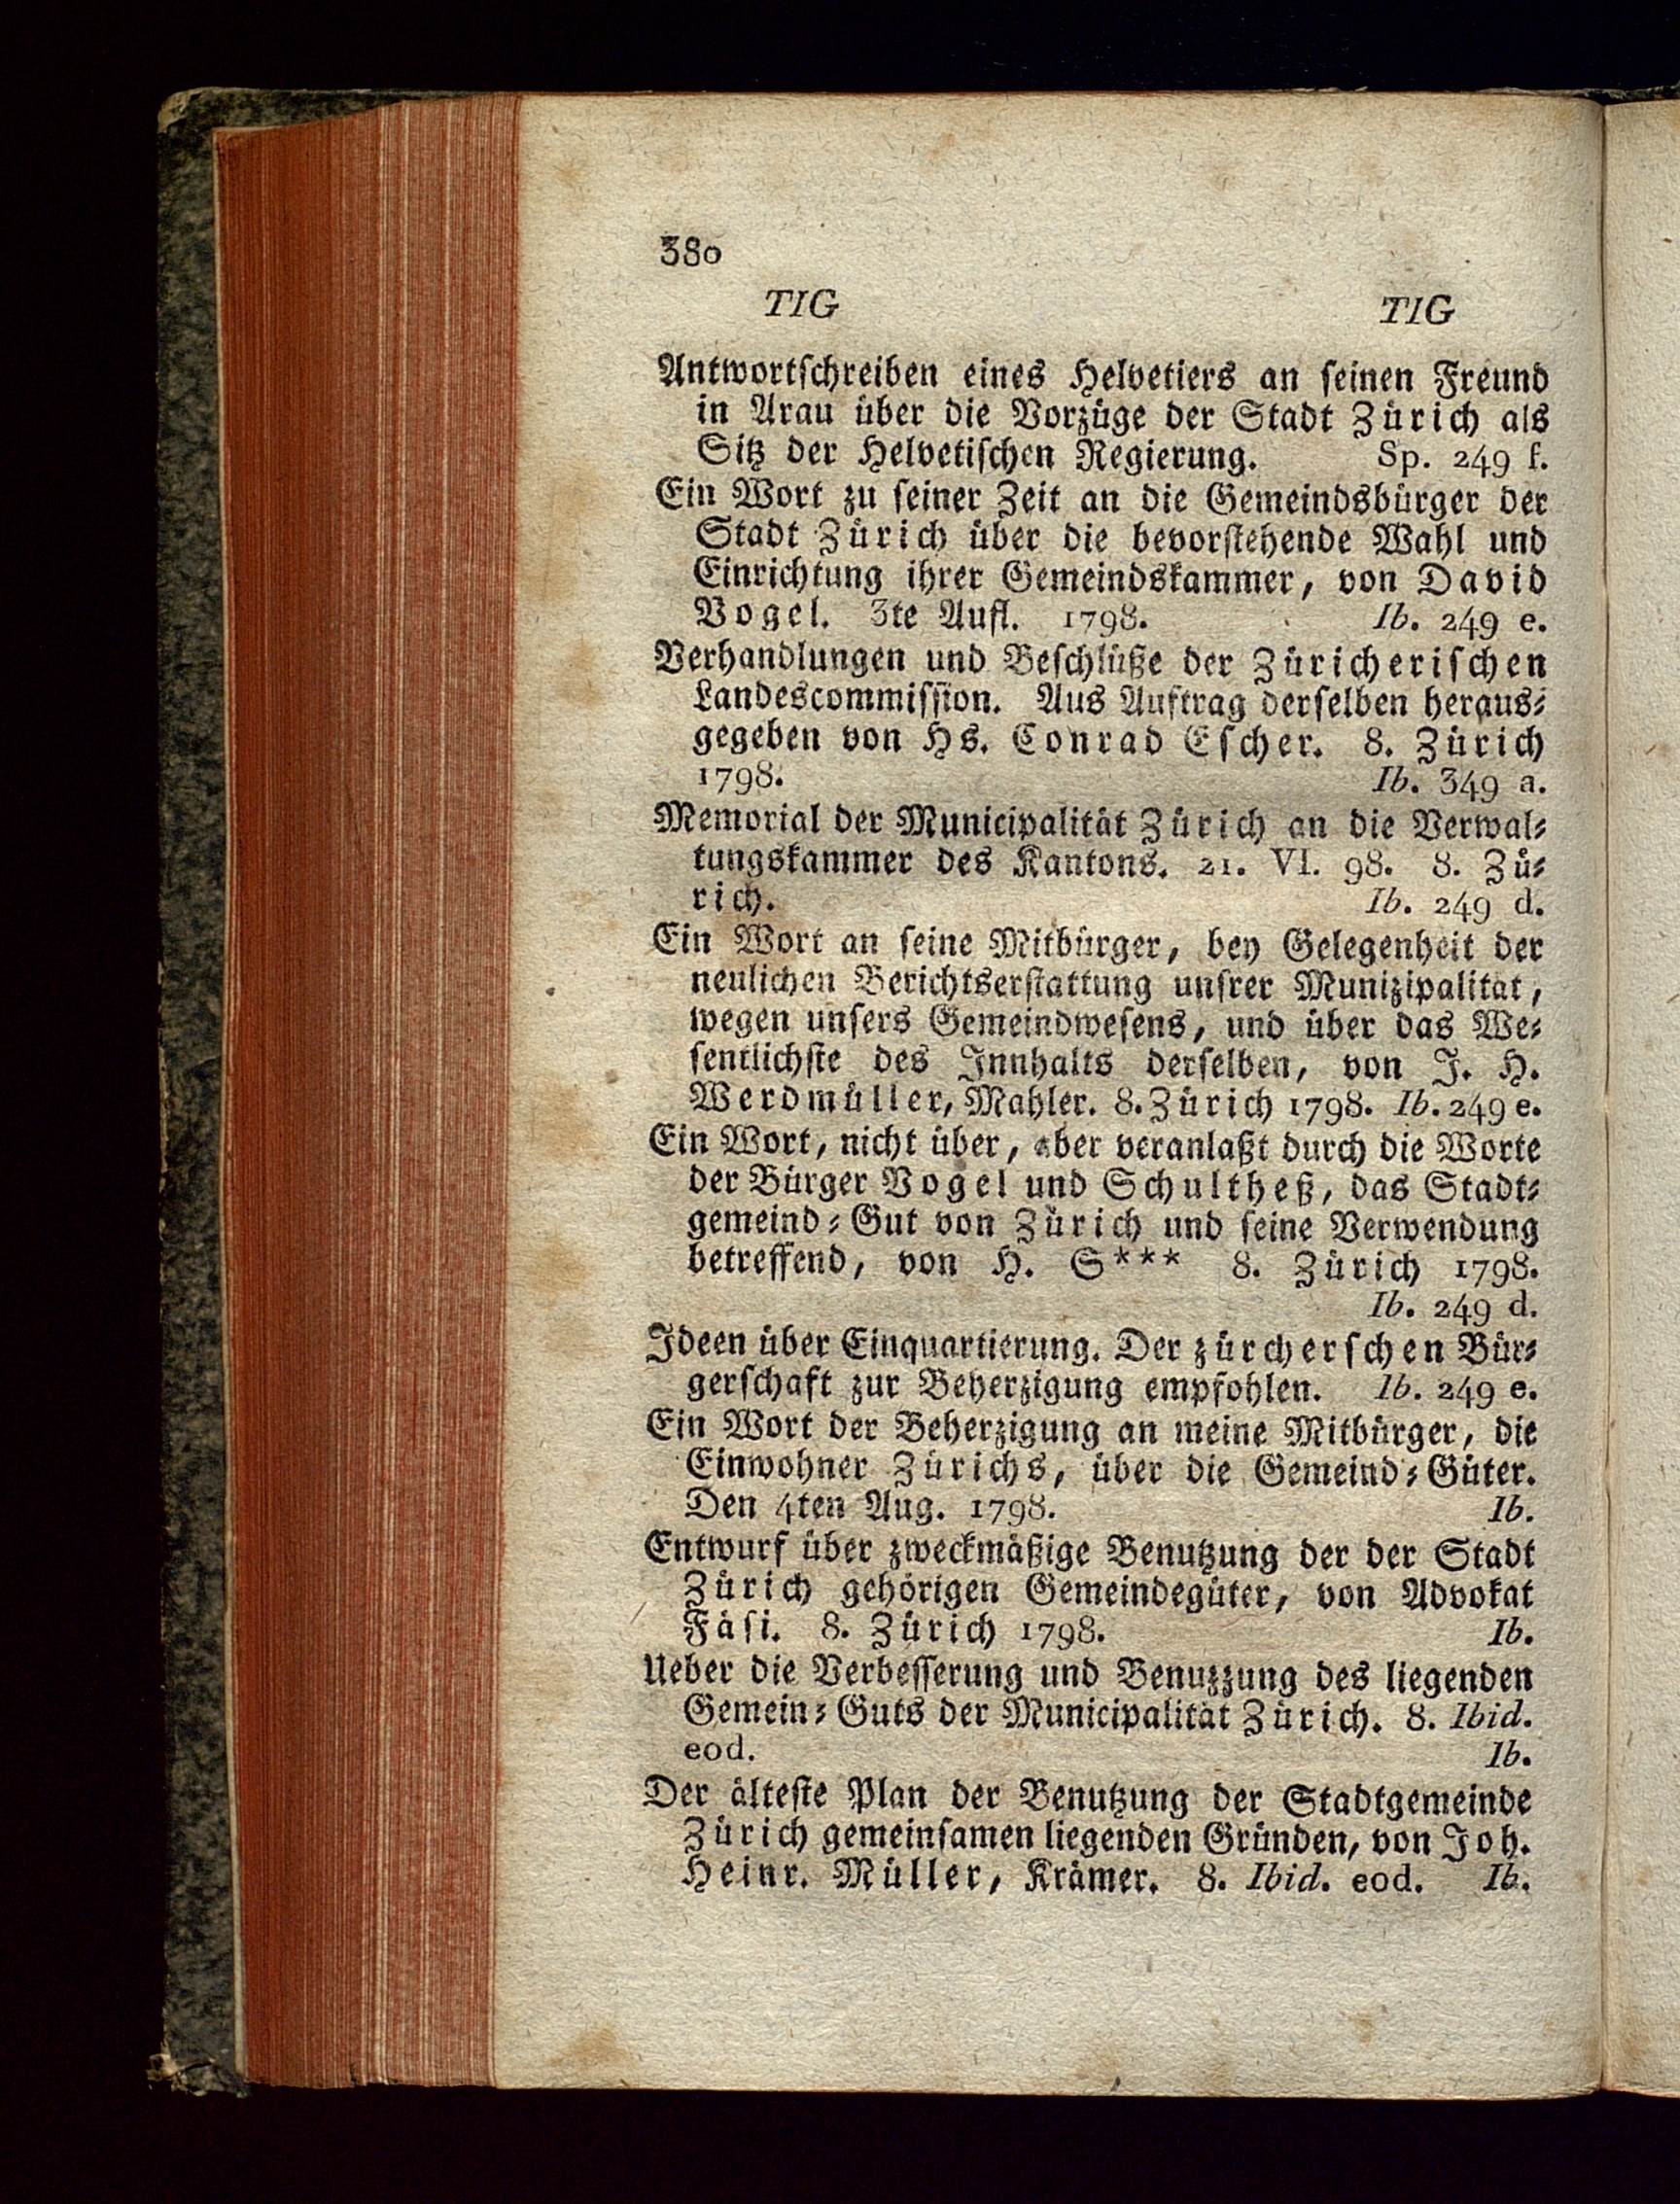 380
TIG TIG
Antwortschreiben eines Helvetiers an seinen Freund
in Arau über die Vorzüge der Stadt Zürich als
Sitz der Helvetischen Regierung. Sp. 249 f.
Ein Wort zu seiner Zeit an die Gemeindsbürger der
Stadt Zürich über die bevorstehende Wahl und
Einrichtung ihrer Gemeindskammer, von David
Vogel. 3te Aufl. 1798. Ib. 249 e.
Verhandlungen und Beschlüße der Züricherischen
Landescommission. Aus Auftrag derselben heraus-
gegeben von Hs. Conrad Escher. 8. Zürich
1798. Ib. 349 a.
Memorial der Municipalität Zürich an die Verwal-
tungskammer des Kantons. 21. VI. 98. 8. Zü-
rich. Ib. 249 d.
Ein Wort an seine Mitbürger, bey Gelegenheit der
neulichen Berichtserstattung unsrer Munizipalität,
wegen unsers Gemeindwesens, und über das We-
sentlichste des Innhalts derselben, von J. H.
Werdmüller, Mahler. 8. Zürich 1798. Ib. 249 e.
Ein Wort, nicht über, aber veranlaßt durch die Worte
der Bürger Vogel und Schultheß, das Stadt-
gemeind-Gut von Zürich und seine Verwendung
betreffend, von H. S*** 8. Zürich 1798.
Ib. 249 d.
Ideen über Einquartierung. Der zürcherschen Bür-
gerschaft zur Beherzigung empfohlen. Ib. 249 e.
Ein Wort der Beherzigung an meine Mitbürger, die
Einwohner Zürichs, über die Gemeind-Güter.
Den 4ten Aug. 1798. Ib.
Entwurf über zweckmäßige Benutzung der der Stadt
Zürich gehörigen Gemeindegüter, von Advokat
Fäsi. 8. Zürich 1798. Ib.
Ueber die Verbesserung und Benuzzung des liegenden
Gemein-Guts der Municipalität Zürich. 8. Ibid.
eod. Ib.
Der älteste Plan der Benutzung der Stadtgemeinde
Zürich gemeinsamen liegenden Gründen, von Joh.
Heinr. Müller, Krämer. 8. Ibid. eod. Ib.